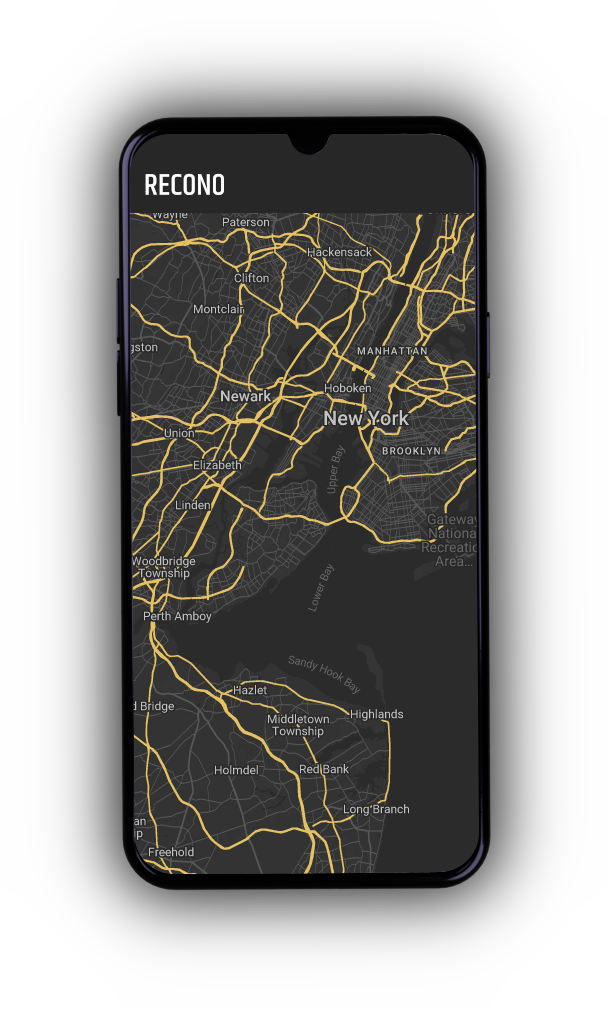 RECONO
Wayne
Paterson
Hackensack
Clifton
Montclair
gston
MANHATTAN
Hoboken
Newark
New York
Union
BROOKLYN
Elizabeth
Upper Bay
Linden
Gateway
National
Recreatio
Area...
Woodbridge
Township
Lower Bay
Perth Amboy
Sandy Hook Bay
Hazlet
d Bridge
Highlands
Middletown
Township
Holmdel
Red Bank
Long Branch
an
ip
Freehold